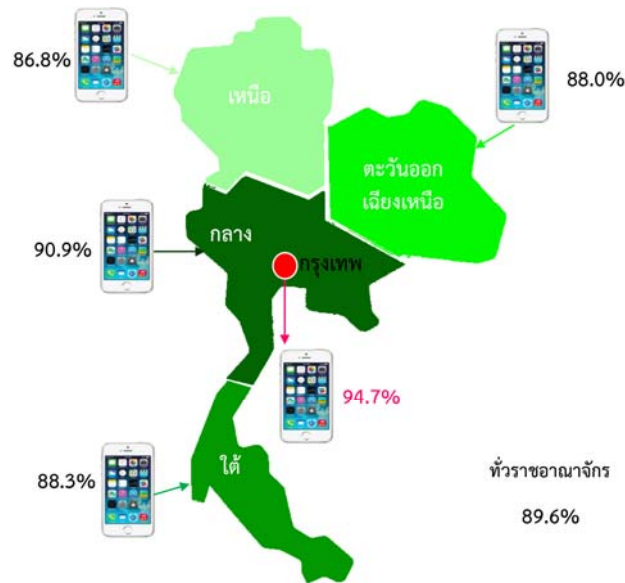 86.8%
เหนือ
88.0%
ตะวันออก
เฉียงเหนือ
กลาง
90.9%
กรุงเทพ
94.7%
88.3%
ใต้
ทั่วราชอาณาจักร
89.6%